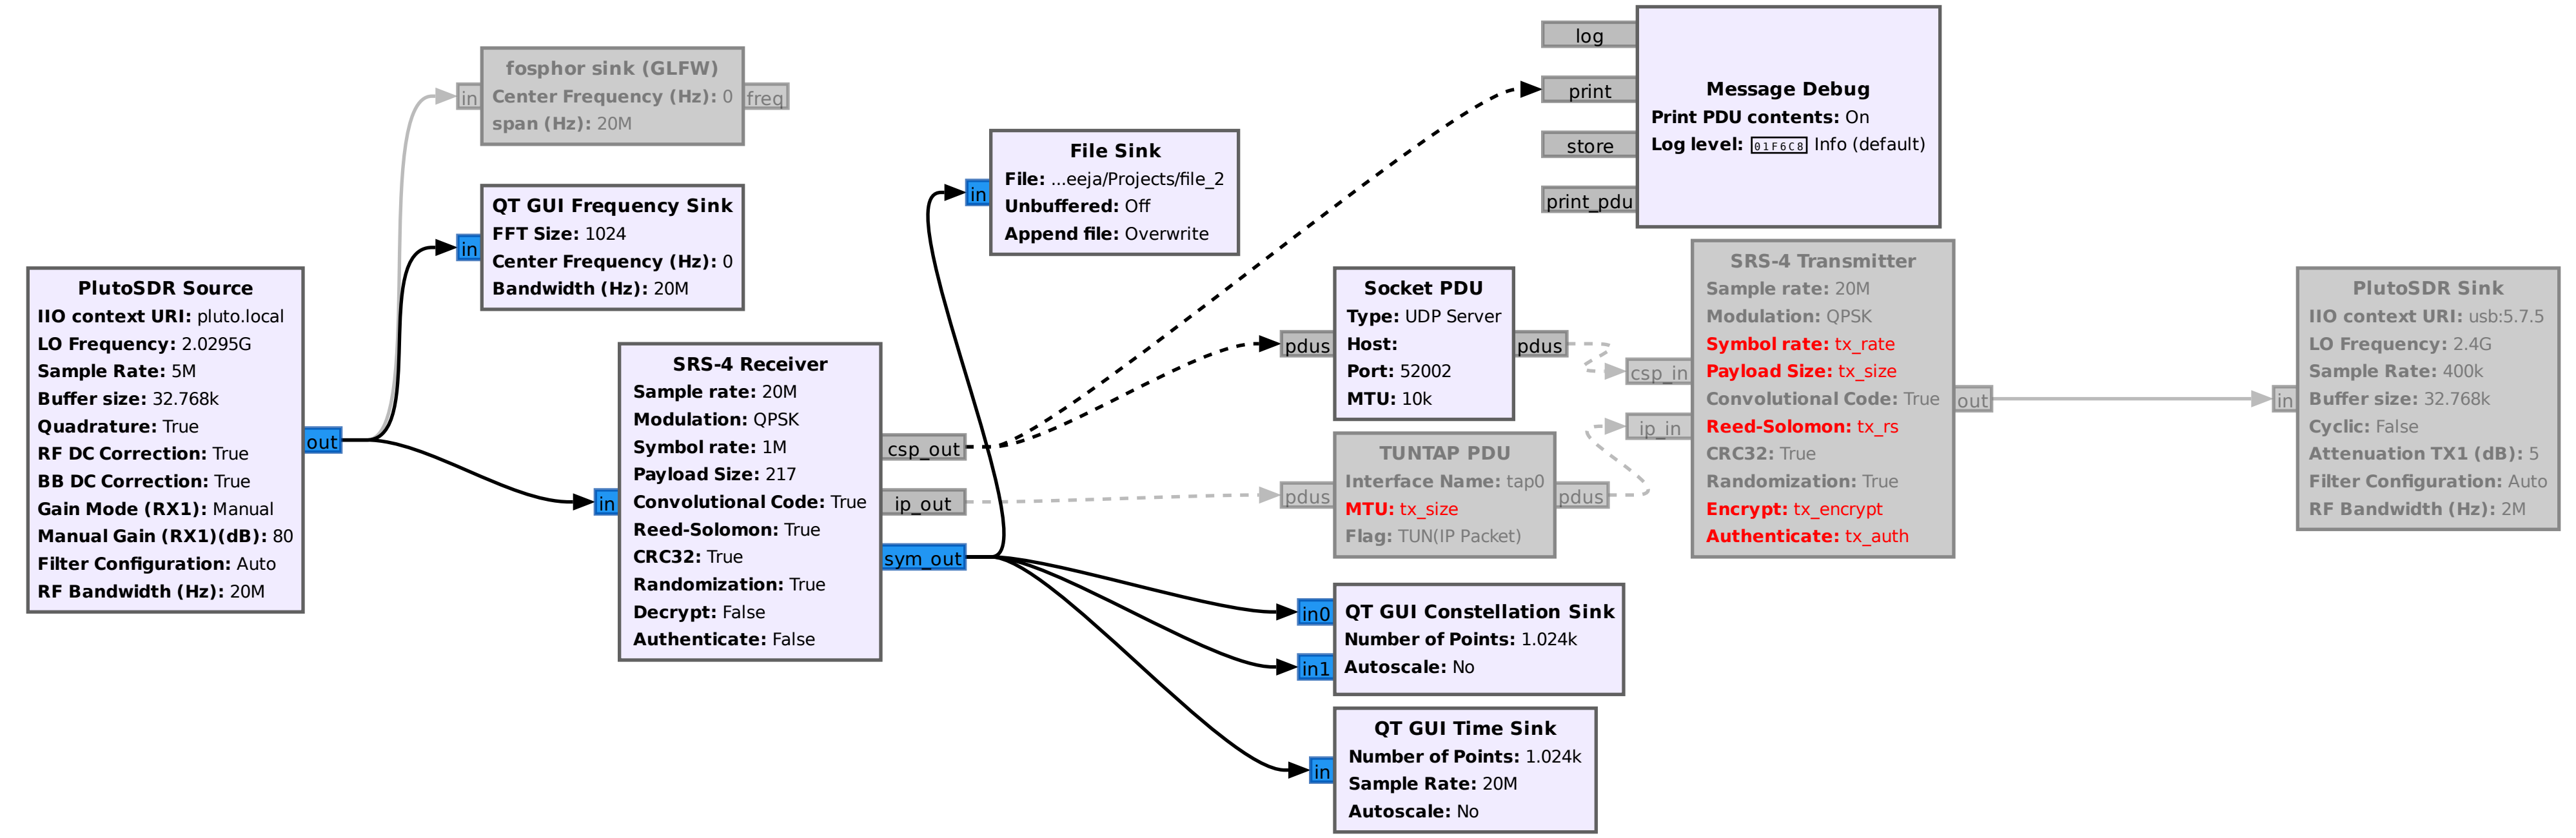 fosphor sink (GLFW)
Center Frequency (Hz): 0
span (Hz): 20M
in
freq
QT GUI Frequency Sink
FFT Size: 1024
Center Frequency (Hz): 0
Bandwidth (Hz): 20M
in
PlutoSDR Source
IIO context URI: pluto.local
LO Frequency: 2.0295G
Sample Rate: 5M
Buffer size: 32.768k
Quadrature: True
RF DC Correction: True
BB DC Correction: True
Gain Mode (RX1): Manual
Manual Gain (RX1)(dB): 80
Filter Configuration: Auto
RF Bandwidth (Hz): 20M
out
SRS-4 Receiver
Sample rate: 20M
Modulation: QPSK
Symbol rate: 1M
Payload Size: 217
Convolutional Code: True
Reed-Solomon: True
CRC32: True
Randomization: True
Decrypt: False
Authenticate: False
in
csp_out
ip_out
sym_out
File Sink
File: ...eeja/Projects/file_2
Unbuffered: Off
Append file: Overwrite
in
log
print
store
print_pdu
Message Debug
Print PDU contents: On
Log level: 01F6C8 Info (default)
Socket PDU
Type: UDP Server
Host:
Port: 52002
MTU: 10k
pdus
pdus
TUNTAP PDU
Interface Name: tap0
MTU: tx_size
Flag: TUN(IP Packet)
pdus
pdus
QT GUI Constellation Sink
Number of Points: 1.024k
Autoscale: No
in0
in1
QT GUI Time Sink
Number of Points: 1.024k
Sample Rate: 20M
Autoscale: No
in
SRS-4 Transmitter
Sample rate: 20M
Modulation: QPSK
Symbol rate: tx_rate
Payload Size: tx_size
Convolutional Code: True
Reed-Solomon: tx_rs
CRC32: True
Randomization: True
Encrypt: tx_encrypt
Authenticate: tx_auth
csp_in
ip_in
out
PlutoSDR Sink
IIO context URI: usb:5.7.5
LO Frequency: 2.4G
Sample Rate: 400k
Buffer size: 32.768k
Cyclic: False
Attenuation TX1 (dB): 5
Filter Configuration: Auto
RF Bandwidth (Hz): 2M
in